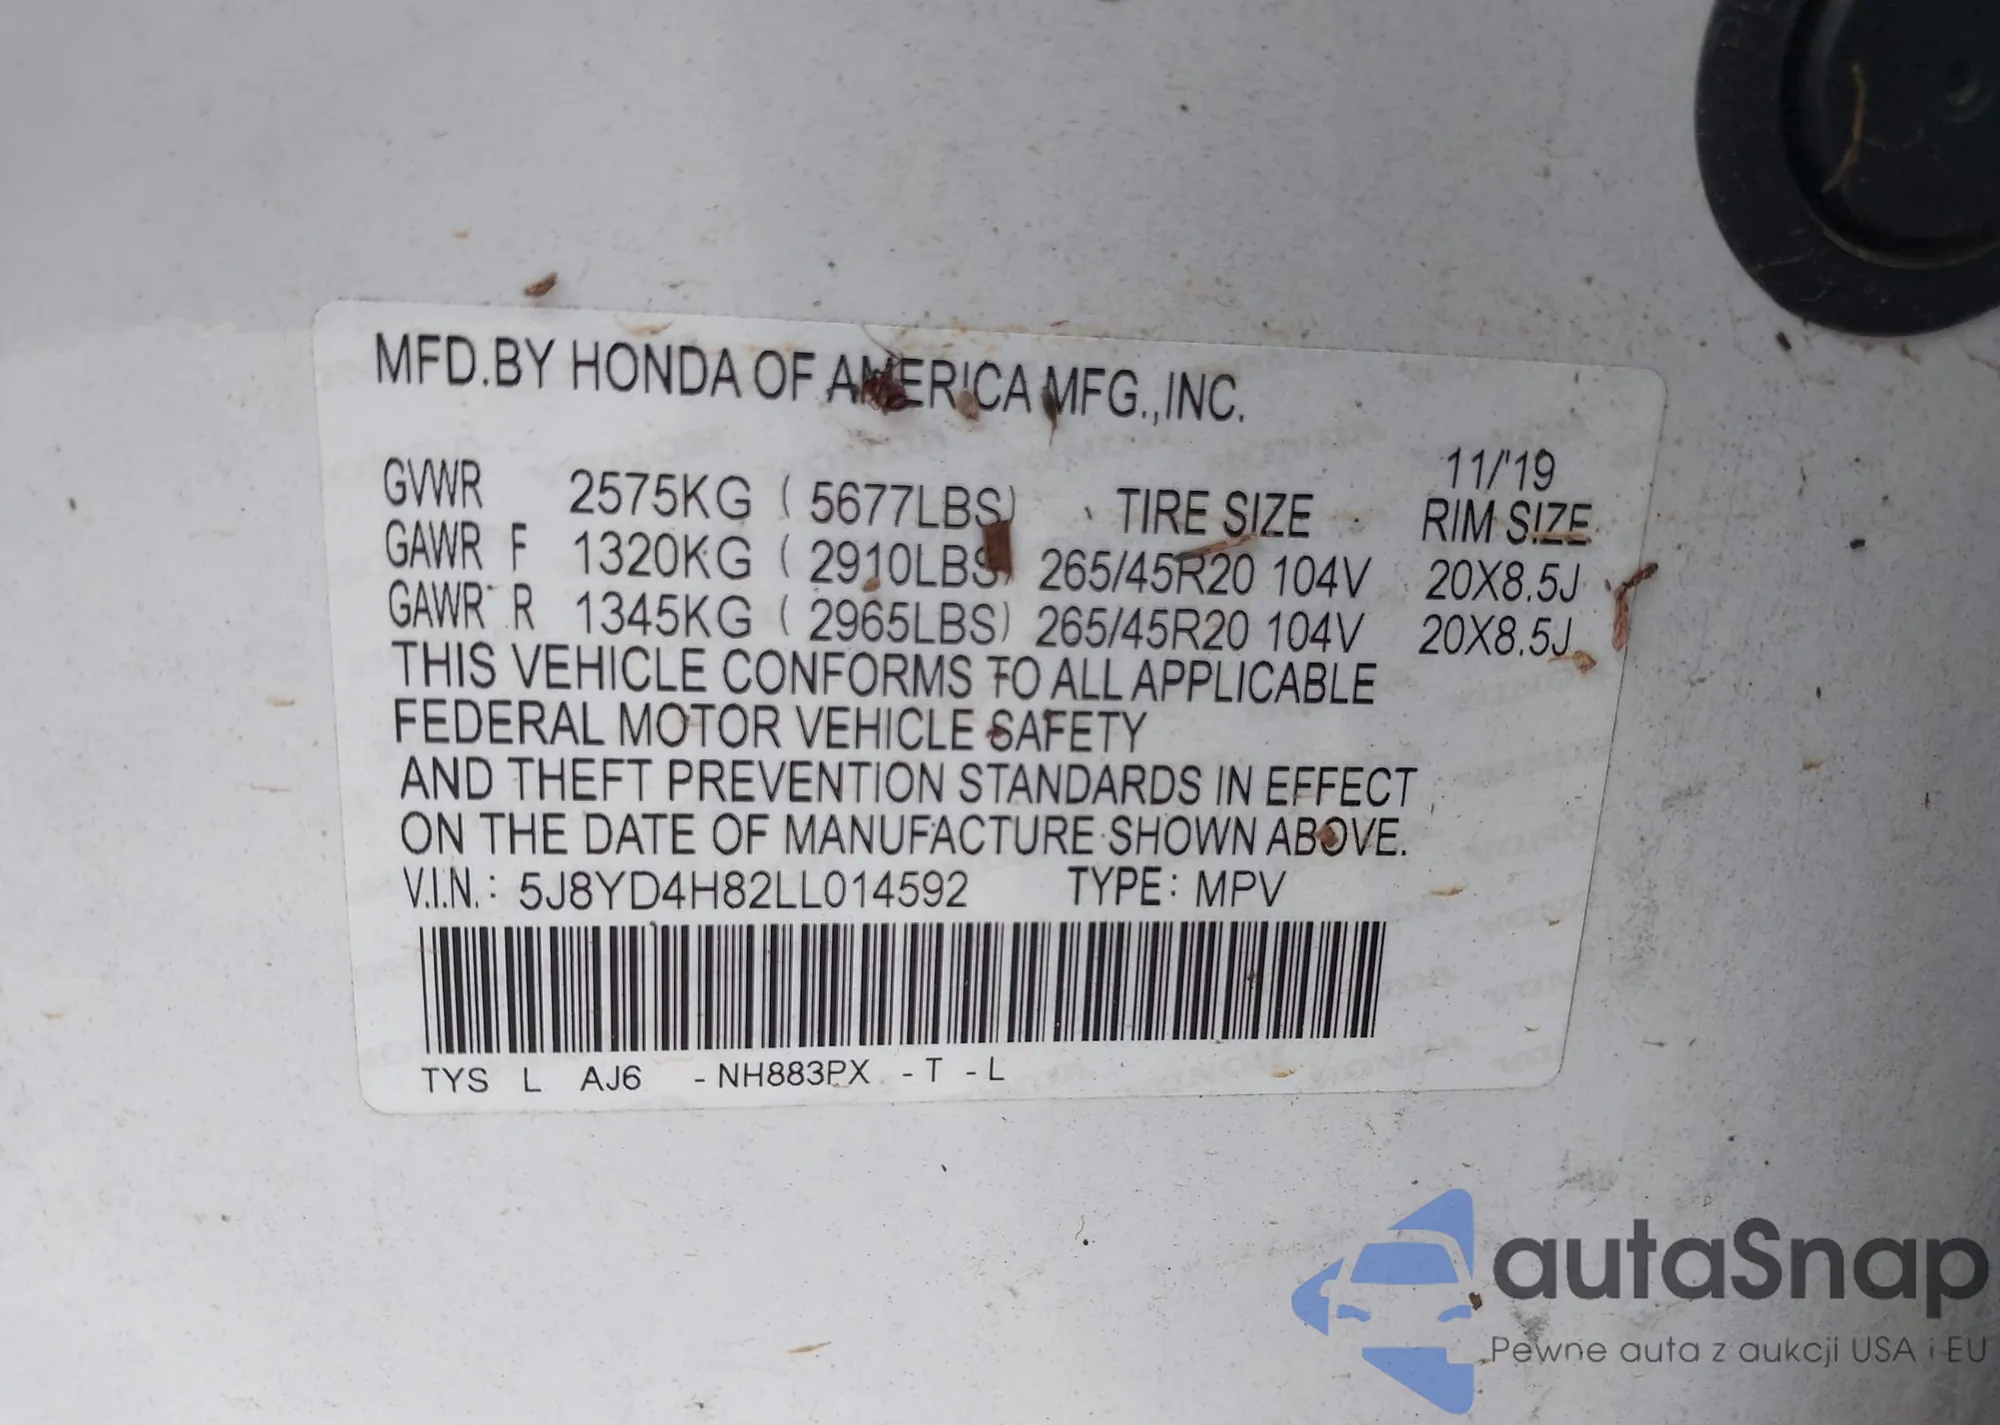 MFD.BY HONDA OF AMERICA MFG.,INC.
11/'19
GVWR 2575KG ( 5677LBS) TIRE SIZE RIM SIZE
GAWR F 1320KG ( 2910LBS) 265/45R20 104V 20X8.5J
GAWR R 1345KG ( 2965LBS) 265/45R20 104V 20X8.5J
THIS VEHICLE CONFORMS TO ALL APPLICABLE
FEDERAL MOTOR VEHICLE SAFETY
AND THEFT PREVENTION STANDARDS IN EFFECT
ON THE DATE OF MANUFACTURE SHOWN ABOVE.
V.I.N.: 5J8YD4H82LL014592 TYPE: MPV
TYS L AJ6 - NH883PX - T - L
autaSnap
Pewne auta z aukcji USA i EU